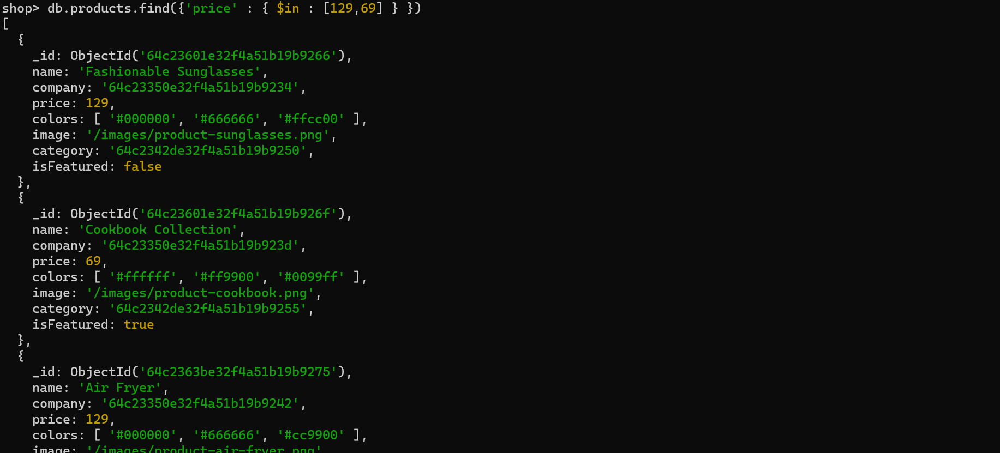 shop> db.products.find({'price' : { $in : [129,69] } })
[
  {
    _id: ObjectId('64c23601e32f4a51b19b9266'),
    name: 'Fashionable Sunglasses',
    company: '64c23350e32f4a51b19b9234',
    price: 129,
    colors: [ '#000000', '#666666', '#ffcc00' ],
    image: '/images/product-sunglasses.png',
    category: '64c2342de32f4a51b19b9250',
    isFeatured: false
  },
  {
    _id: ObjectId('64c23601e32f4a51b19b926f'),
    name: 'Cookbook Collection',
    company: '64c23350e32f4a51b19b923d',
    price: 69,
    colors: [ '#ffffff', '#ff9900', '#0099ff' ],
    image: '/images/product-cookbook.png',
    category: '64c2342de32f4a51b19b9255',
    isFeatured: true
  },
  {
    _id: ObjectId('64c2363be32f4a51b19b9275'),
    name: 'Air Fryer',
    company: '64c23350e32f4a51b19b9242',
    price: 129,
    colors: [ '#000000', '#666666', '#cc9900' ],
    image: '/images/product-air-fryer.png'